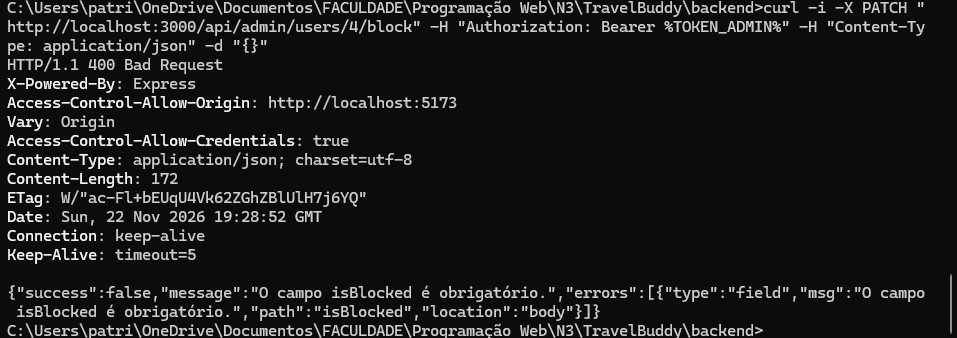 C:\Users\patri\OneDrive\Documentos\FACULDADE\Programação Web\N3\TravelBuddy\backend>curl -i -X PATCH "
http://localhost:3000/api/admin/users/4/block" -H "Authorization: Bearer %TOKEN_ADMIN%" -H "Content-Ty
pe: application/json" -d "{}"
HTTP/1.1 400 Bad Request
X-Powered-By: Express
Access-Control-Allow-Origin: http://localhost:5173
Vary: Origin
Access-Control-Allow-Credentials: true
Content-Type: application/json; charset=utf-8
Content-Length: 172
ETag: W/"ac-Fl+bEUqU4Vk62ZGhZBlUlH7j6YQ"
Date: Sun, 22 Nov 2026 19:28:52 GMT
Connection: keep-alive
Keep-Alive: timeout=5

{"success":false,"message":"O campo isBlocked é obrigatório.","errors":[{"type":"field","msg":"O campo
 isBlocked é obrigatório.","path":"isBlocked","location":"body"}]}
C:\Users\patri\OneDrive\Documentos\FACULDADE\Programação Web\N3\TravelBuddy\backend>